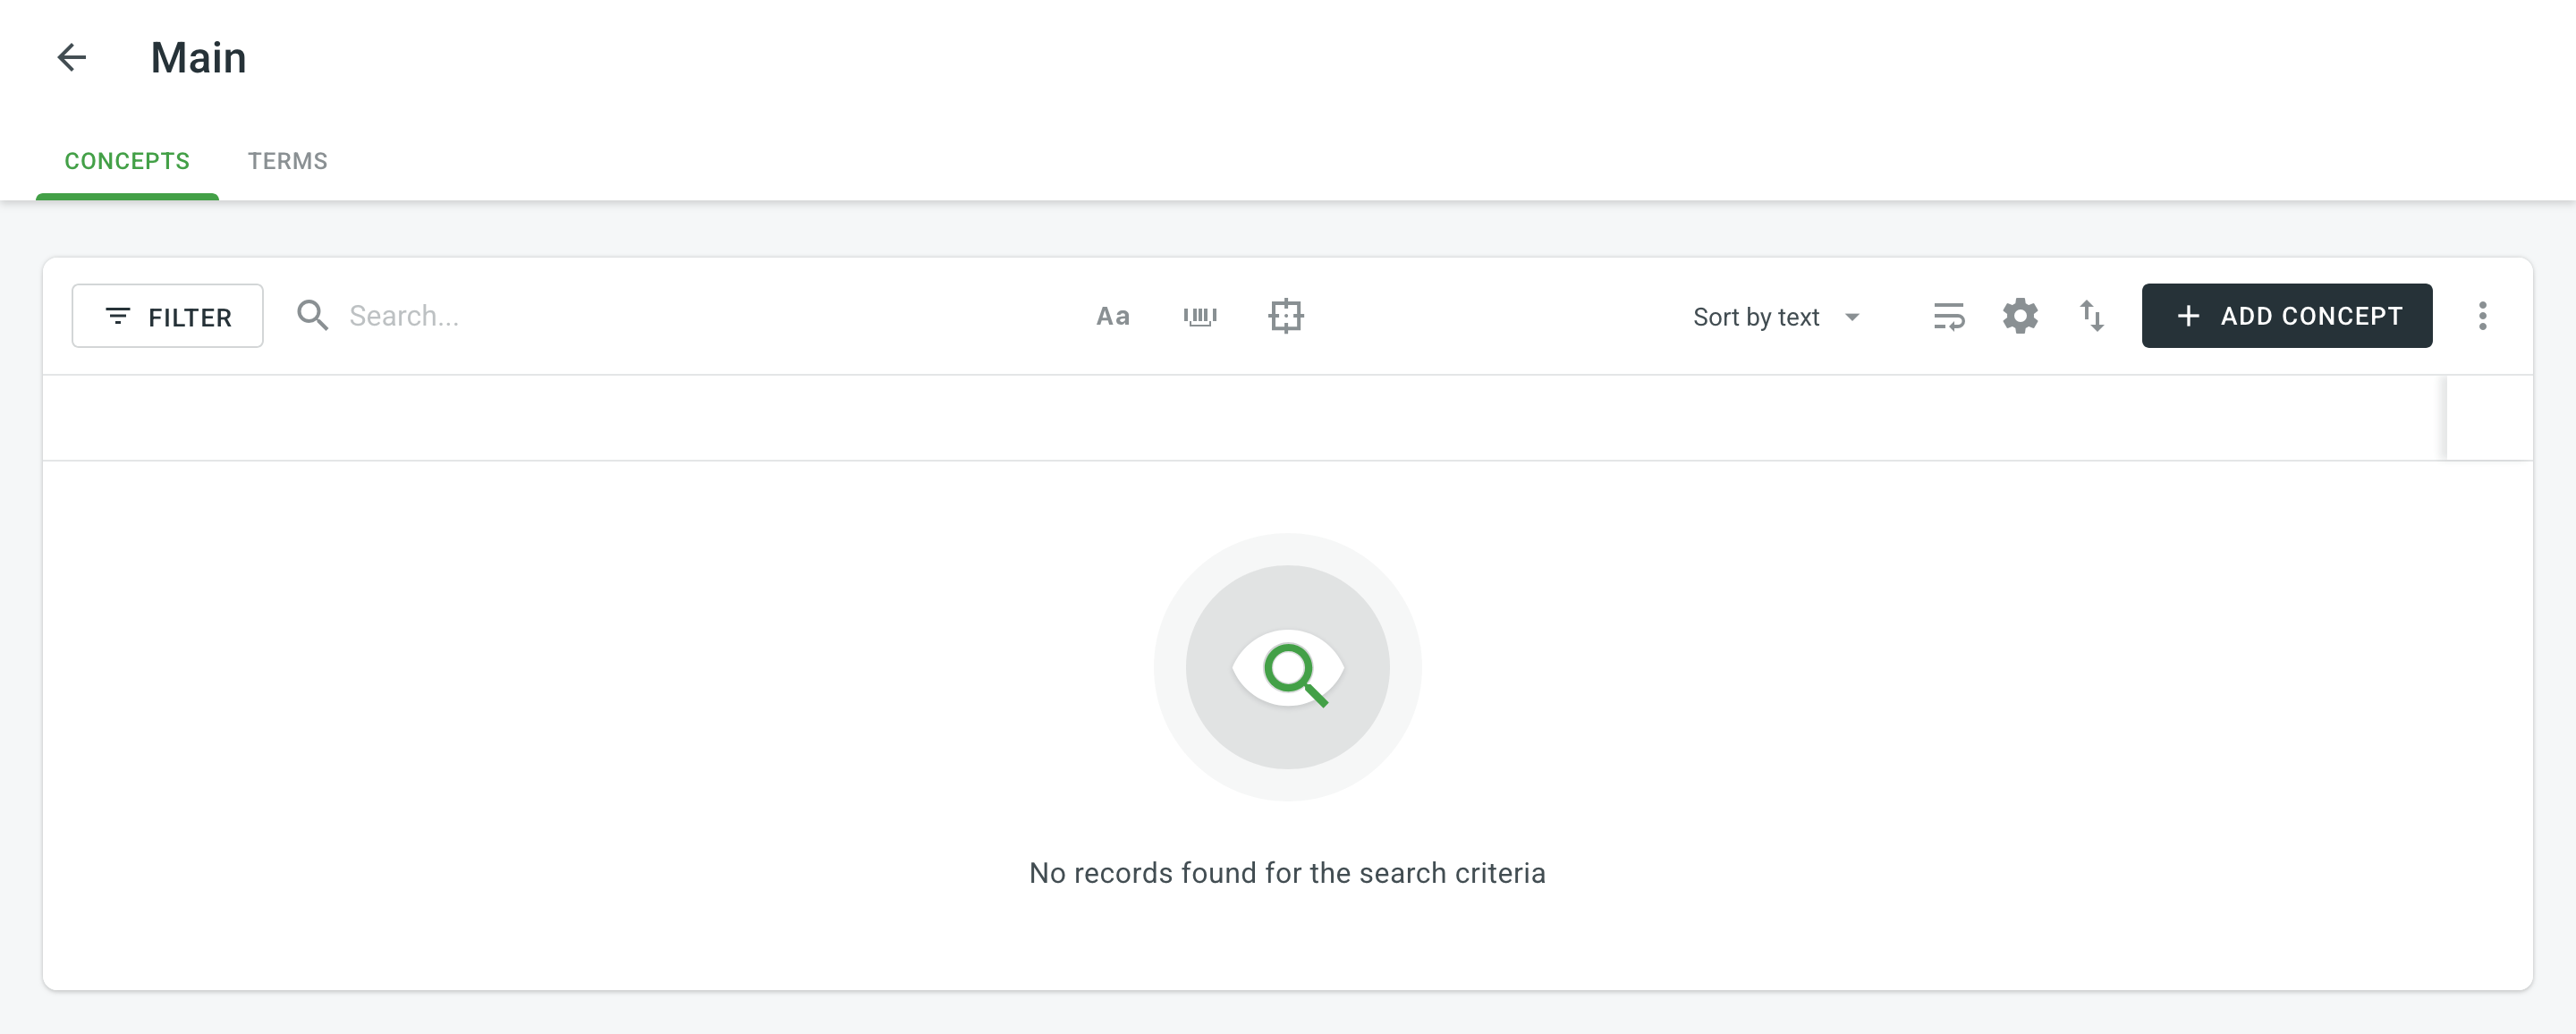 Main
CONCEPTS TERMS
FILTER Search... Aa Sort by text ADD CONCEPT
No records found for the search criteria